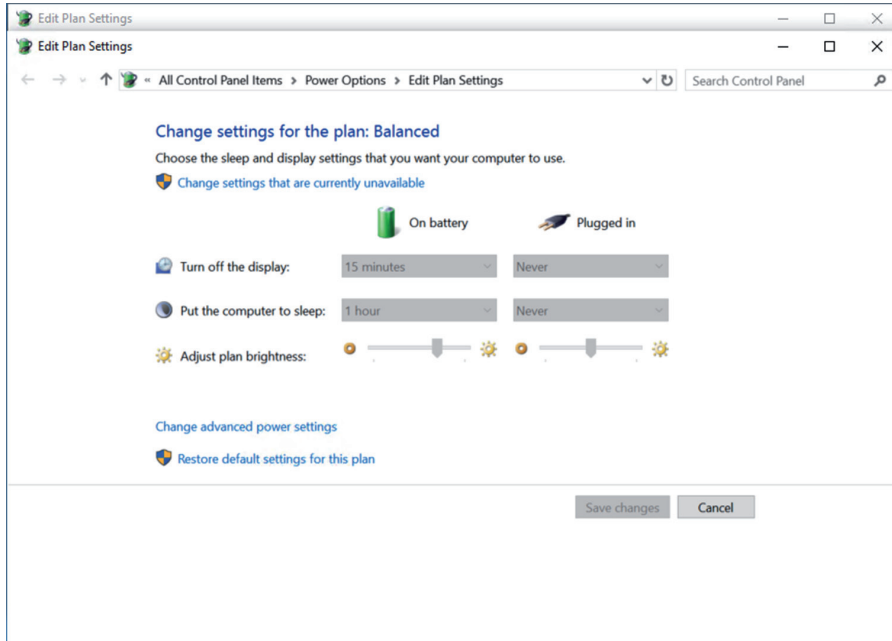 Edit Plan Settings
Edit Plan Settings
« All Control Panel Items > Power Options > Edit Plan Settings Search Control Panel
Change settings for the plan: Balanced
Choose the sleep and display settings that you want your computer to use.
Change settings that are currently unavailable
On battery Plugged in
Turn off the display: 15 minutes Never
Put the computer to sleep: 1 hour Never
Adjust plan brightness:
Change advanced power settings
Restore default settings for this plan
Save changes Cancel